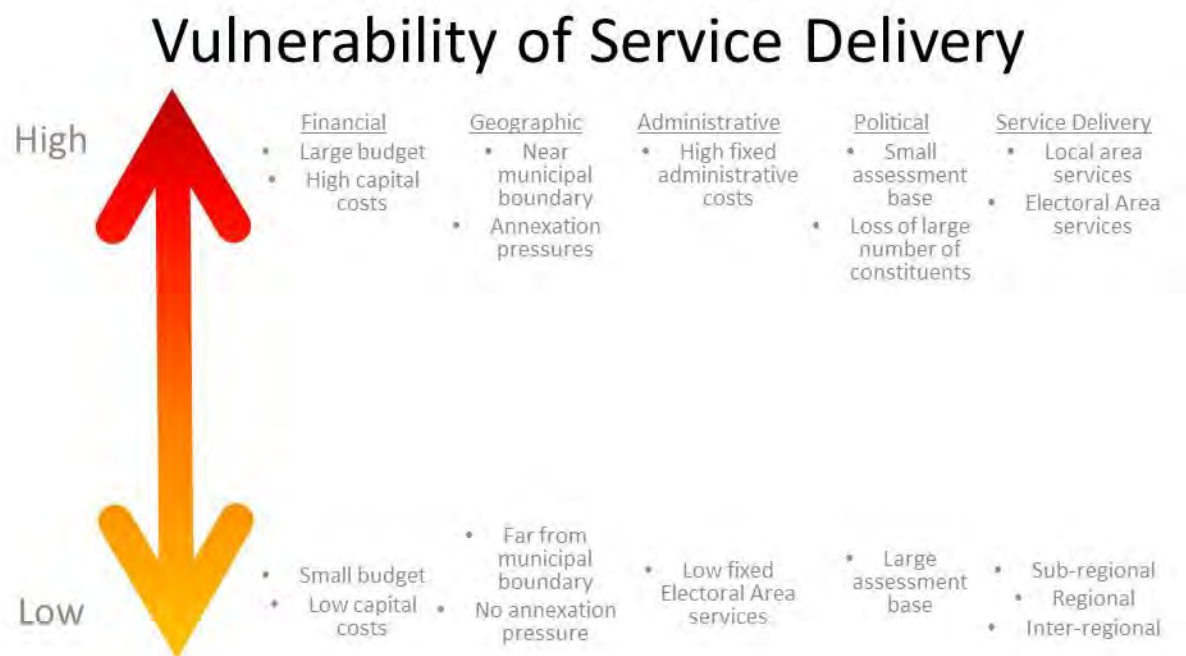 Vulnerability of Service Delivery
High
Financial
• Large budget
• High capital
costs
Geographic
• Near
municipal
boundary
• Annexation
pressures
Administrative
• High fixed
administrative
costs
Political
• Small
assessment
base
• Loss of large
number of
constituents
Service Delivery
• Local area
services
• Electoral Area
services
Low
• Small budget
• Low capital
costs
• Far from
municipal
boundary
• No annexation
pressure
• Low fixed
Electoral Area
services
• Large
assessment
base
• Sub-regional
• Regional
• Inter-regional